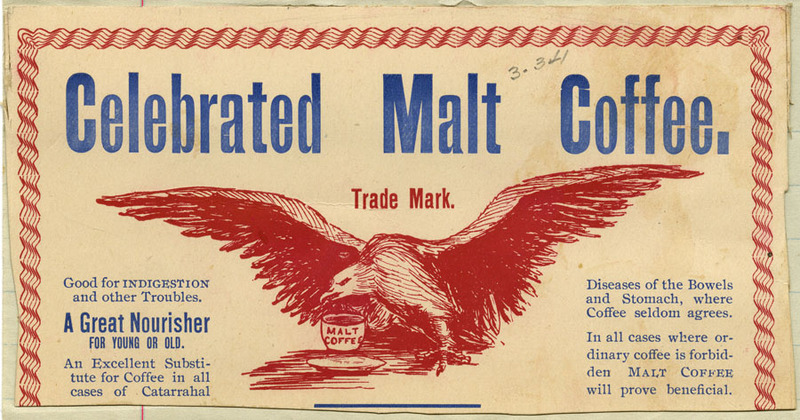 3-34
Celebrated Malt Coffee.
Trade Mark.
Good for INDIGESTION
and other Troubles.
A Great Nourisher
FOR YOUNG OR OLD.
An Excellent Substi-
tute for Coffee in all
cases of Catarrhal
MALT
COFFEE
Diseases of the Bowels
and Stomach, where
Coffee seldom agrees.
In all cases where or-
dinary coffee is forbid-
den MALT COFFEE
will prove beneficial.